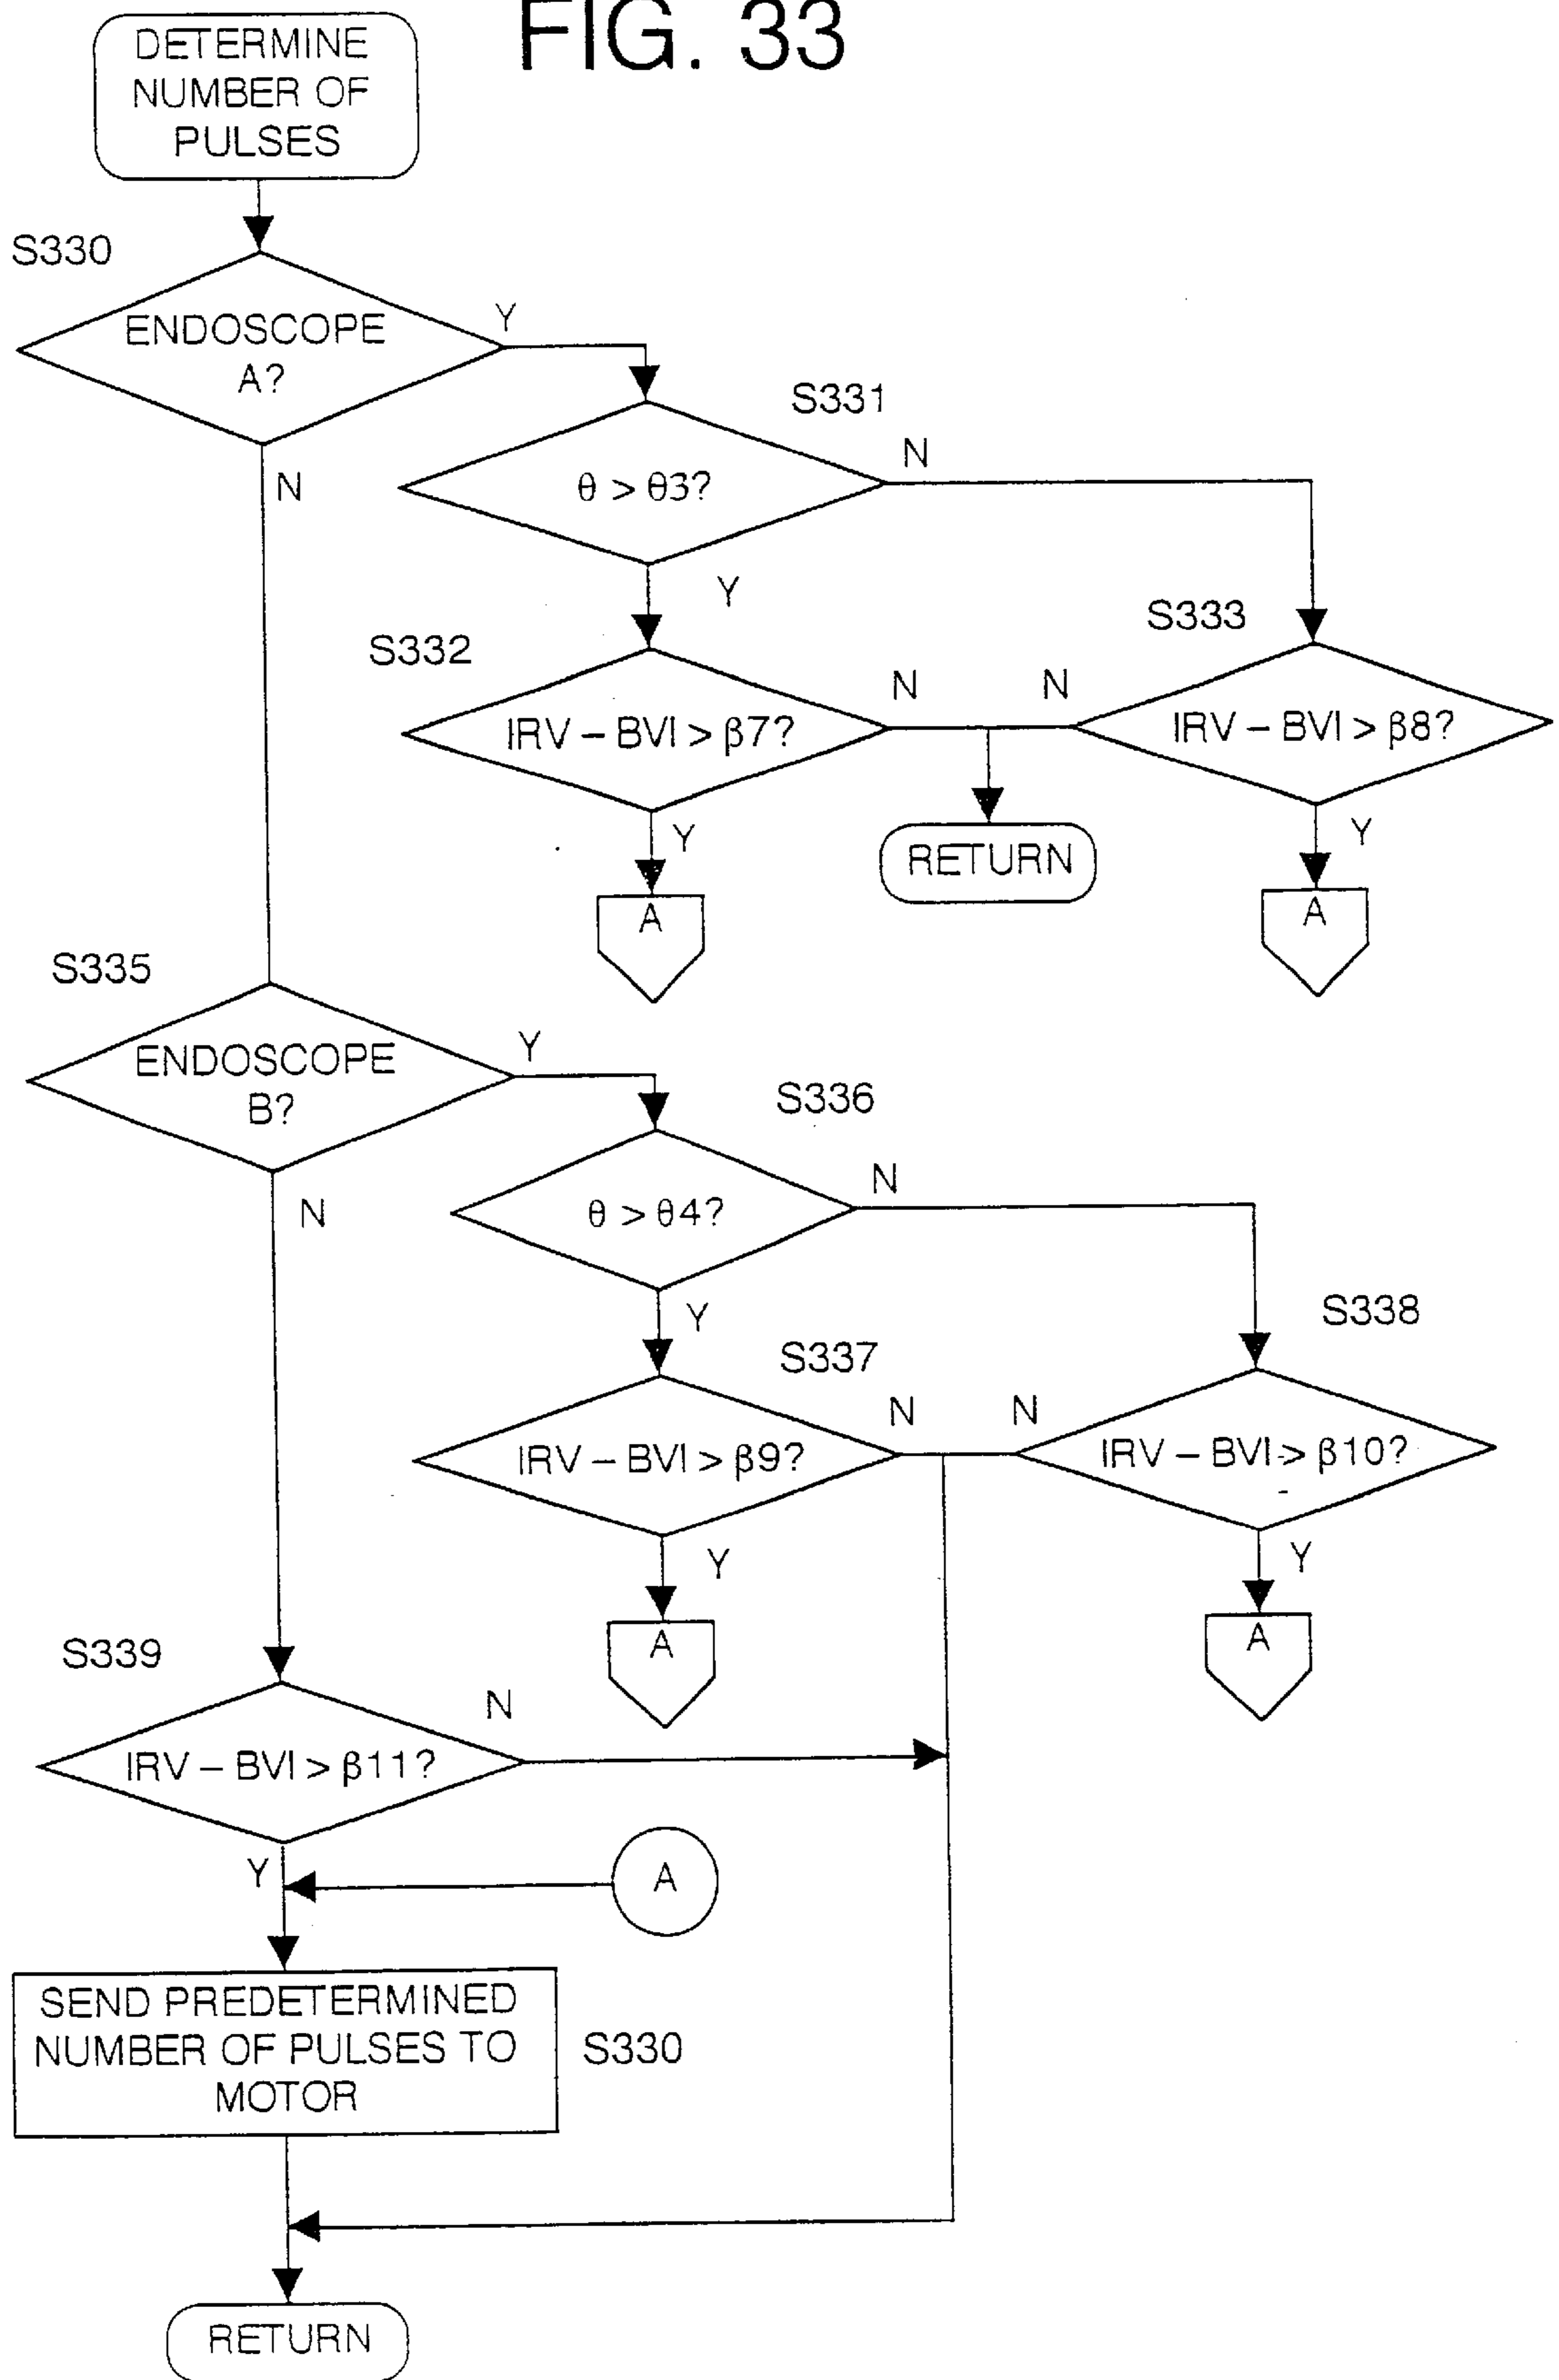 FIG. 33
DETERMINE
NUMBER OF
PULSES
S330
ENDOSCOPE
A?
Y
N
S331
θ > θ3?
N
Y
S332
IRV – BVI > β7?
N
Y
A
RETURN
S333
IRV – BVI > β8?
N
Y
A
S335
ENDOSCOPE
B?
Y
N
S336
θ > θ4?
N
Y
S337
IRV – BVI > β9?
N
Y
A
S338
IRV – BVI > β10?
N
Y
A
S339
IRV – BVI > β11?
N
Y
A
SEND PREDETERMINED
NUMBER OF PULSES TO
MOTOR
S330
RETURN